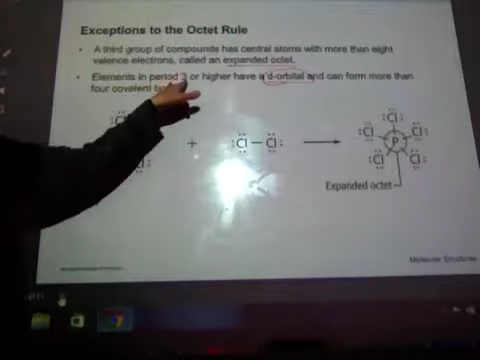 Exceptions to the Octet Rule
• A third group of compounds has central atoms with more than eight
valence electrons, called an expanded octet.
• Elements in period 3 or higher have a d-orbital and can form more than
four covalent
:Cl
Cl:
+
:Cl—Cl:
:Cl:
:Cl
Cl:
P
:Cl
Cl:
Expanded octet
Molecular Structures